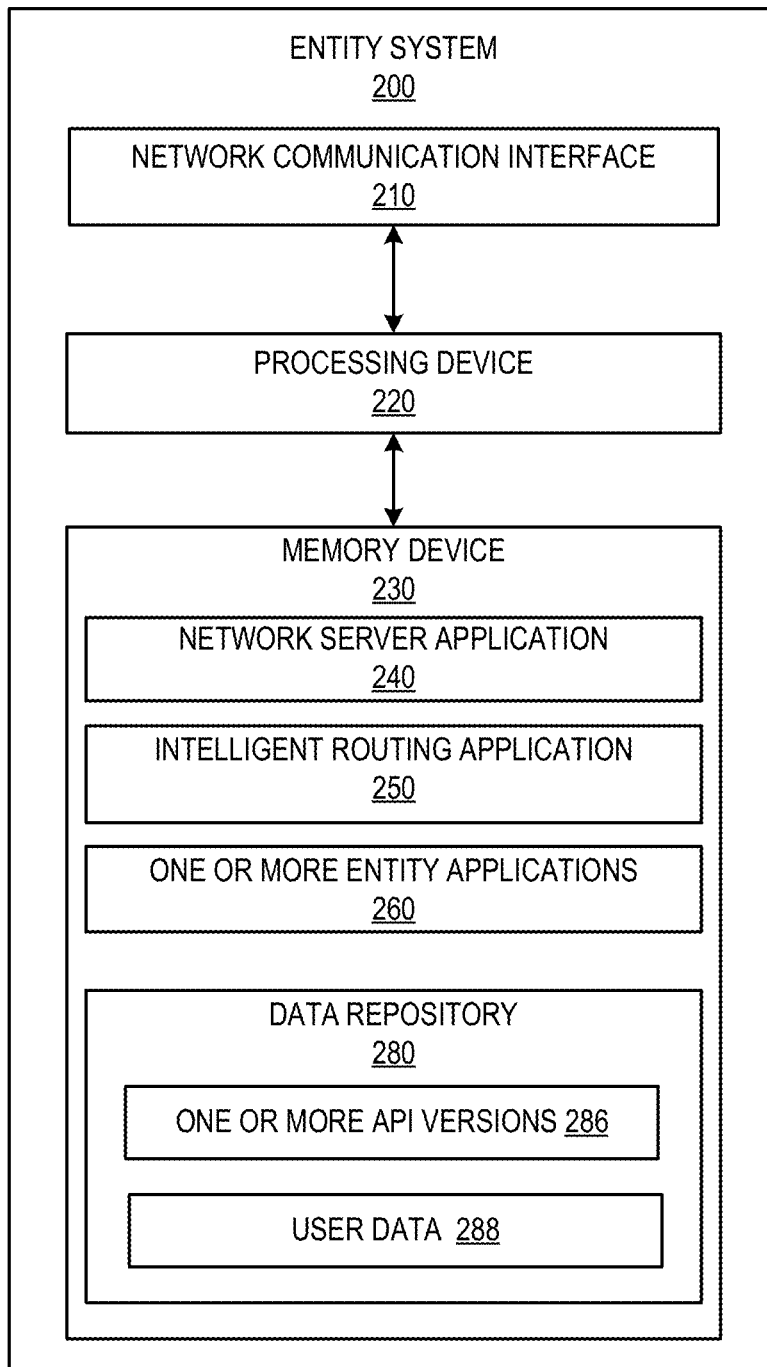 ENTITY SYSTEM
200
NETWORK COMMUNICATION INTERFACE
210
PROCESSING DEVICE
220
MEMORY DEVICE
230
NETWORK SERVER APPLICATION
240
INTELLIGENT ROUTING APPLICATION
250
ONE OR MORE ENTITY APPLICATIONS
260
DATA REPOSITORY
280
ONE OR MORE API VERSIONS 286
USER DATA 288